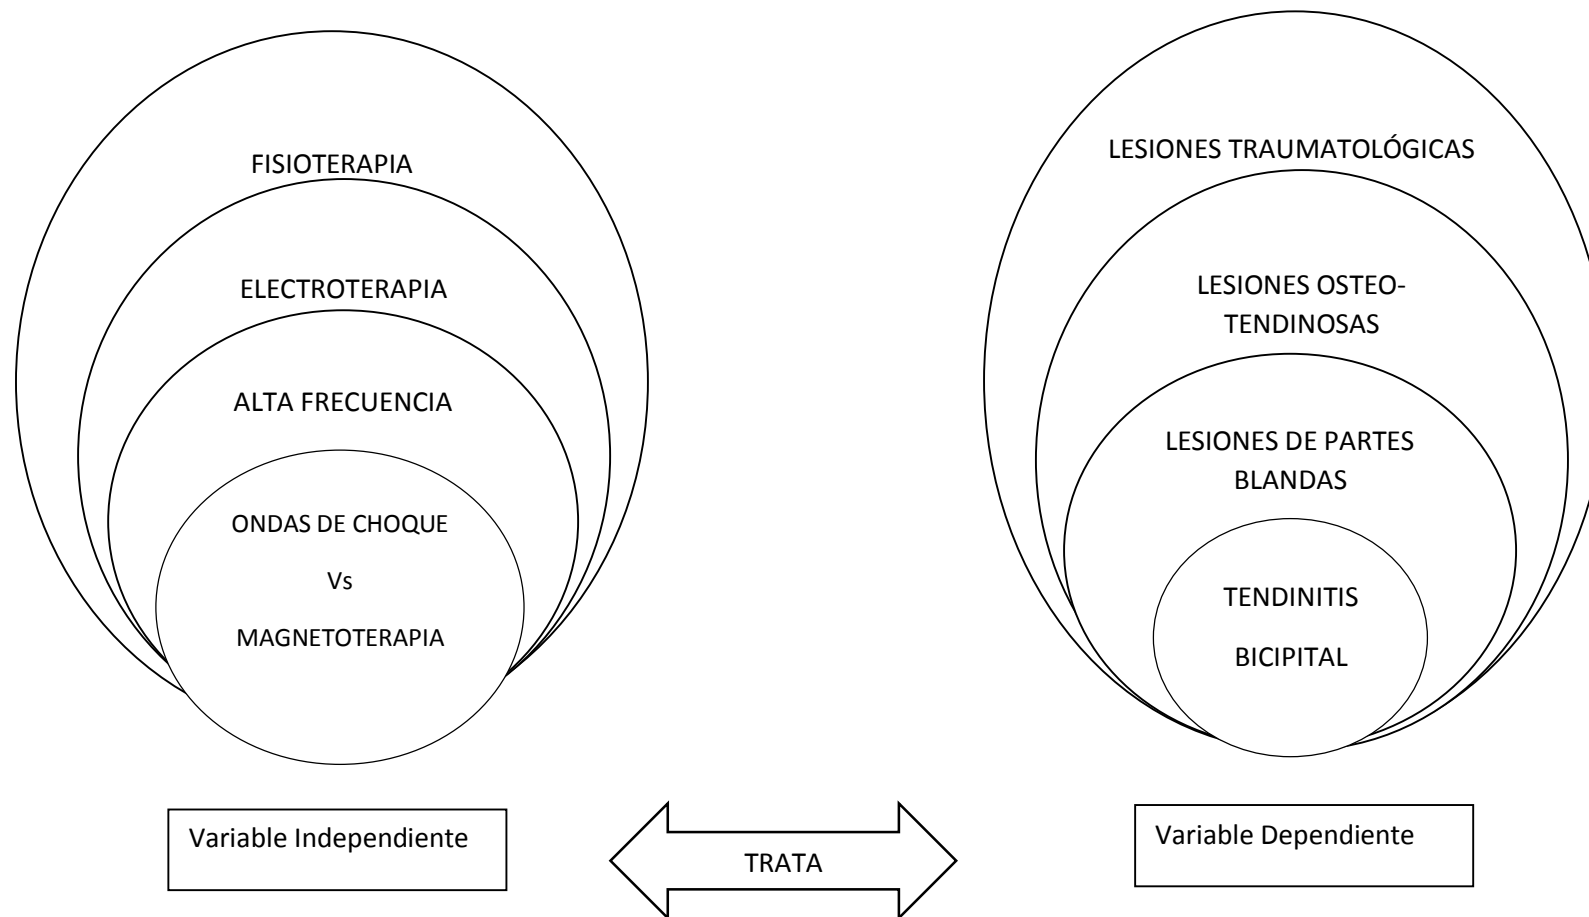 FISIOTERAPIA
ELECTROTERAPIA
ALTA FRECUENCIA
ONDAS DE CHOQUE
Vs
MAGNETOTERAPIA
Variable Independiente
TRATA
LESIONES TRAUMATOLÓGICAS
LESIONES OSTEO-
TENDINOSAS
LESIONES DE PARTES
BLANDAS
TENDINITIS
BICIPITAL
Variable Dependiente